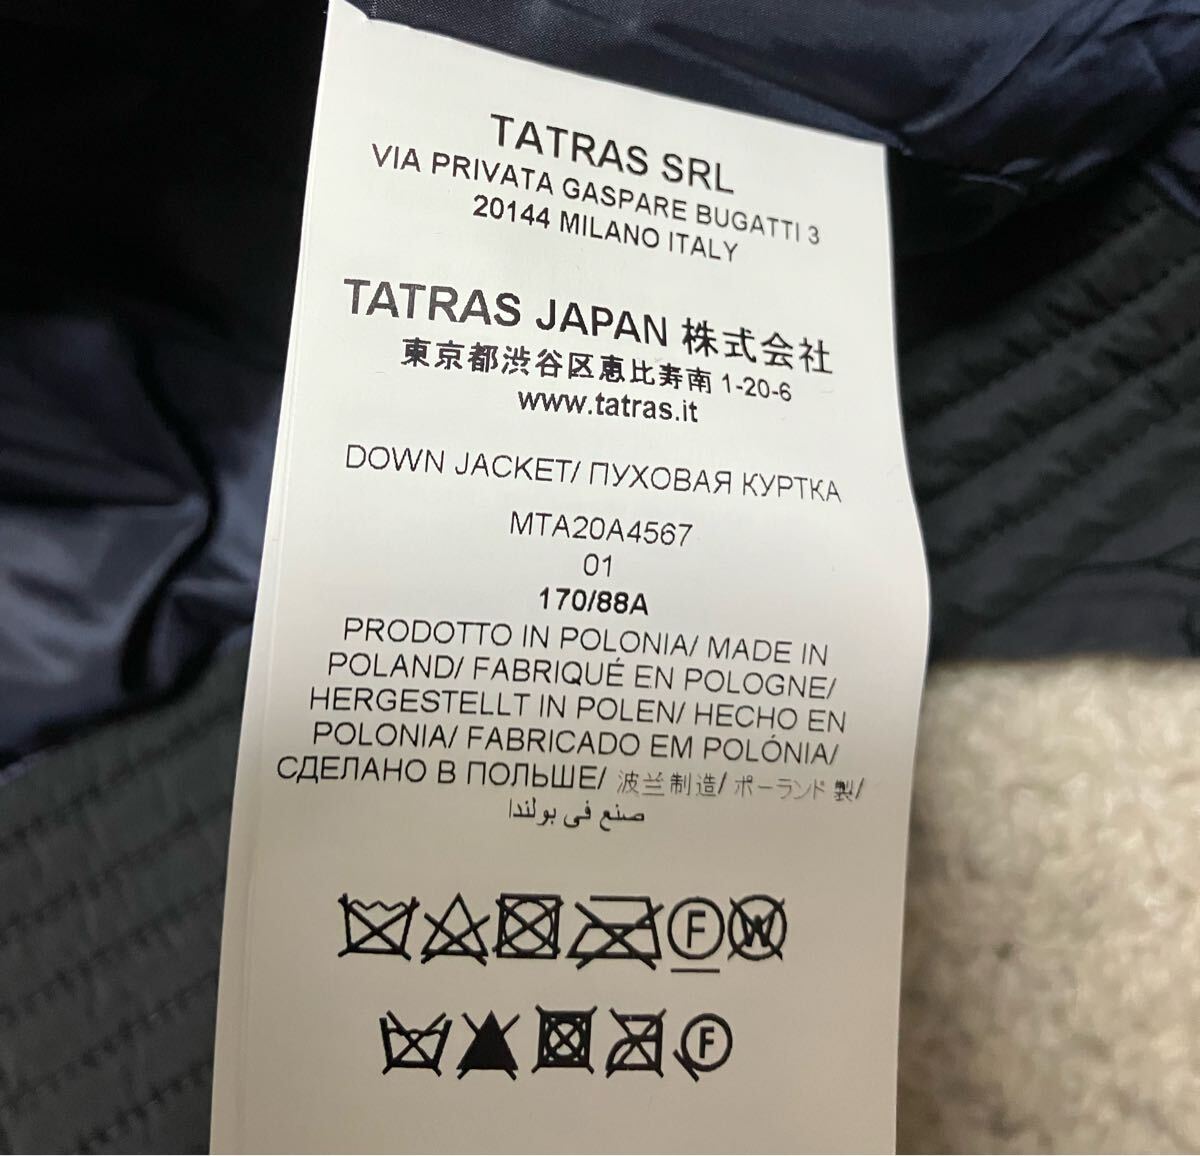 TATRAS SRL
VIA PRIVATA GASPARE BUGATTI 3
20144 MILANO ITALY
TATRAS JAPAN 株式会社
東京都渋谷区恵比寿南 1-20-6
www.tatras.it
DOWN JACKET/ ПУХОВАЯ КУРТКА
MTA20A4567
01
170/88A
PRODOTTO IN POLONIA/ MADE IN
POLAND/ FABRIQUÉ EN POLOGNE/
HERGESTELLT IN POLEN/ HECHO EN
POLONIA/ FABRICADO EM POLÓNIA/
СДЕЛАНО В ПОЛЬШЕ/ 波兰制造/ ポーランド製/
صنع في بولندا
F W
F